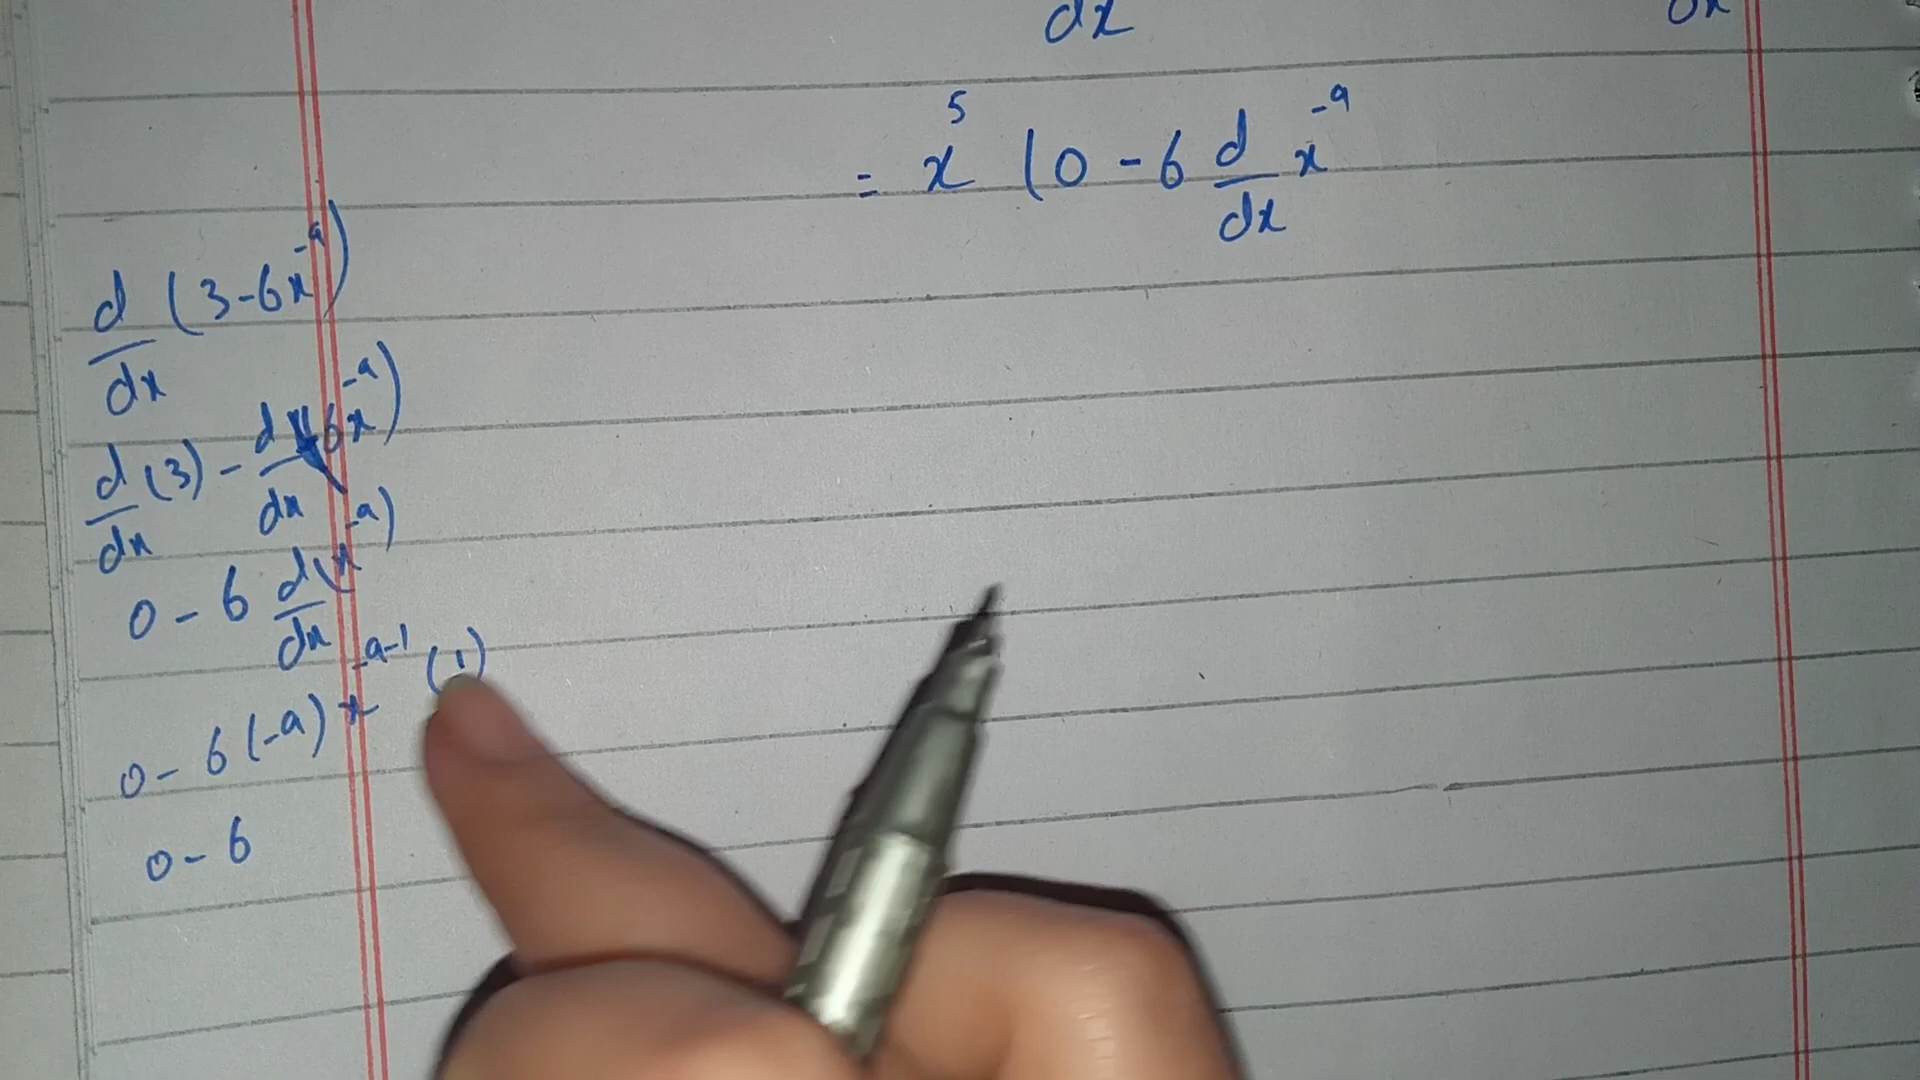 dx dx
= x^5 (0 - 6 d/dx x^-9
d/dx (3-6x^-9)
d/dx (3) - d/dx (6x^-9)
0 - 6 d/dx (x^-9)
0 - 6 (-9) x^-9-1 (1)
0 - 6